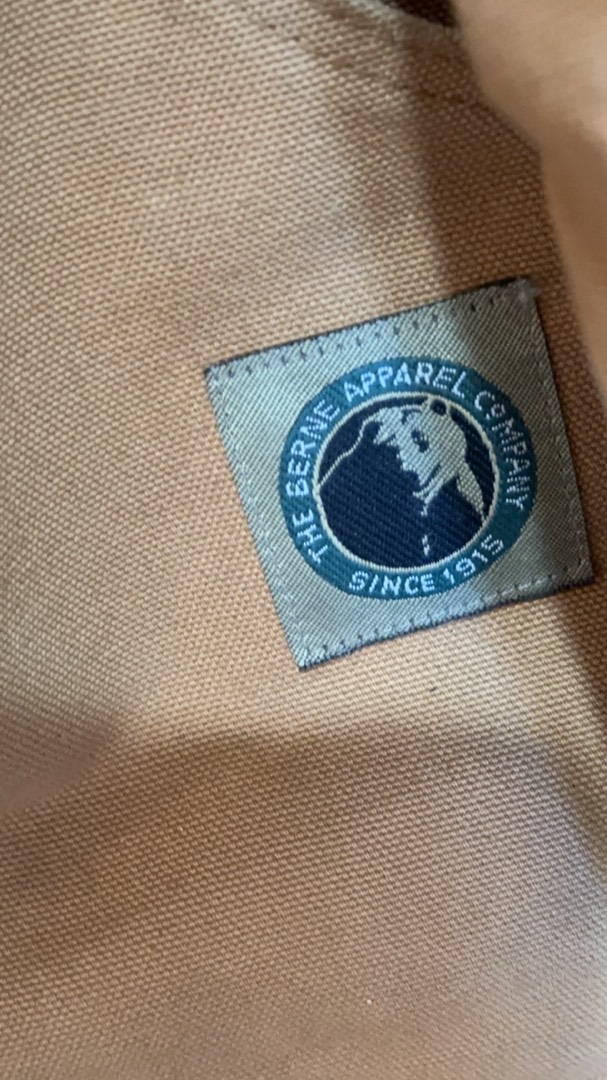 THE BERNE APPAREL COMPANY
SINCE 1915